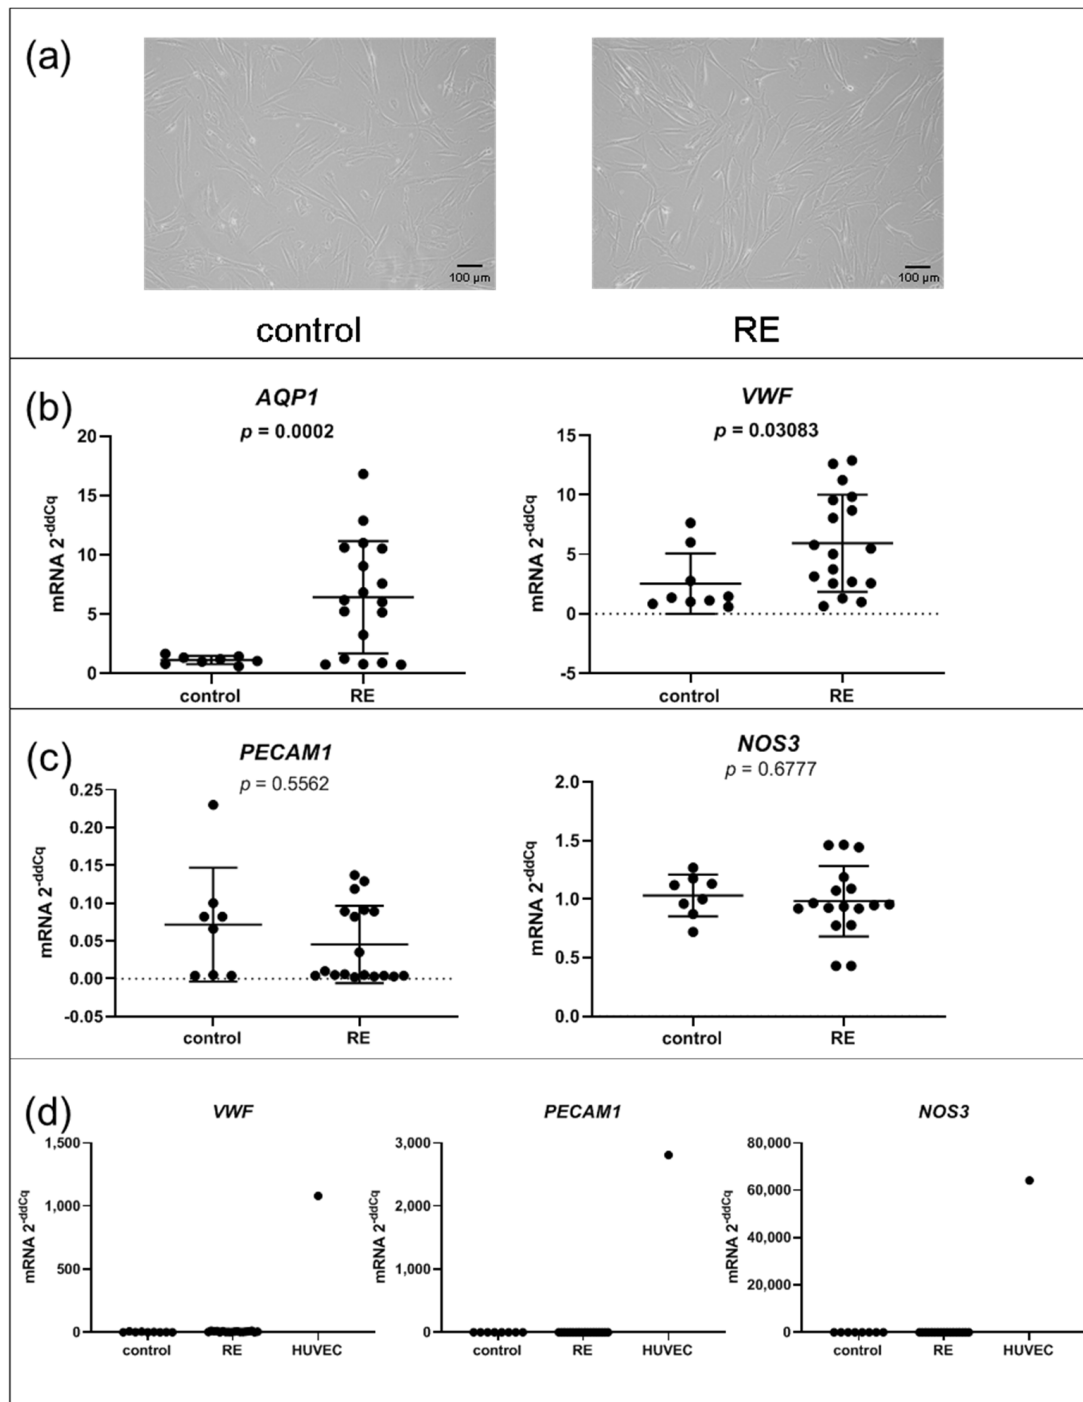 (a)
100 µm
100 µm
control
RE
(b)
AQP1
p = 0.0002
mRNA 2-ddCq
20
15
10
5
0
control
RE
VWF
p = 0.03083
mRNA 2-ddCq
15
10
5
0
-5
control
RE
(c)
PECAM1
p = 0.5562
mRNA 2-ddCq
0.25
0.20
0.15
0.10
0.05
0.00
-0.05
control
RE
NOS3
p = 0.6777
mRNA 2-ddCq
2.0
1.5
1.0
0.5
0.0
control
RE
(d)
VWF
mRNA 2-ddCq
1,500
1,000
500
0
control
RE
HUVEC
PECAM1
mRNA 2-ddCq
3,000
2,000
1,000
0
control
RE
HUVEC
NOS3
mRNA 2-ddCq
80,000
60,000
40,000
20,000
0
control
RE
HUVEC